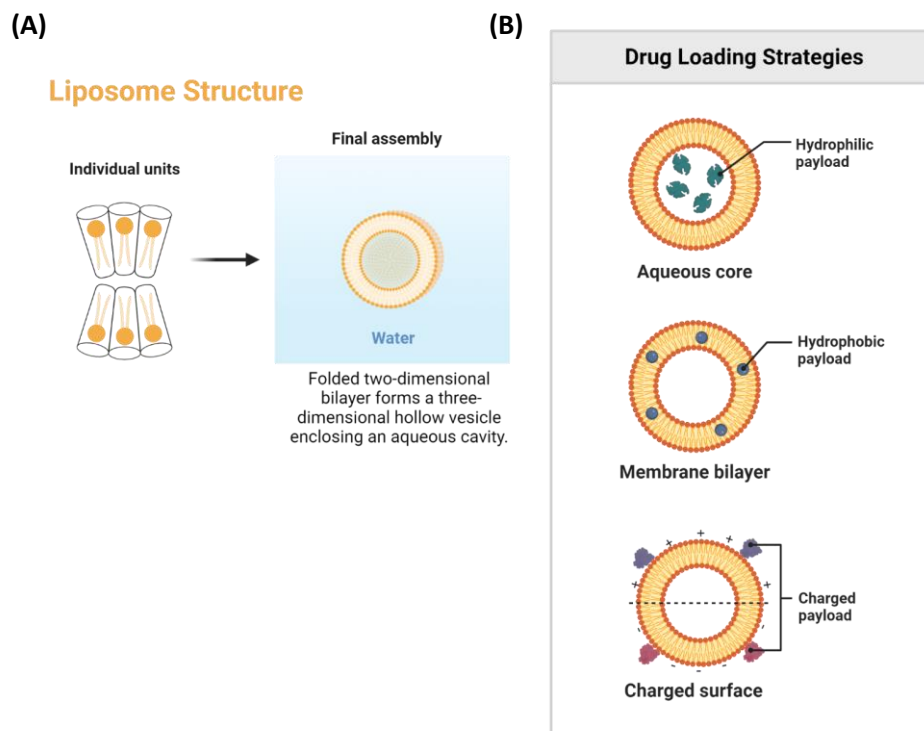 (A)
Liposome Structure
Individual units
Final assembly
Water
Folded two-dimensional
bilayer forms a three-
dimensional hollow vesicle
enclosing an aqueous cavity.
(B)
Drug Loading Strategies
Hydrophilic
payload
Aqueous core
Hydrophobic
payload
Membrane bilayer
+ + + + + +
Charged
payload
- - - - - -
Charged surface